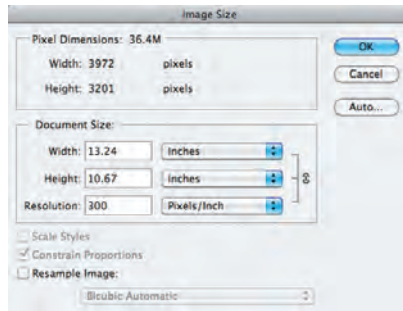 Image Size
Pixel Dimensions: 36.4M
Width: 3972 pixels
Height: 3201 pixels
OK
Cancel
Auto...
Document Size:
Width: 13.24 Inches
Height: 10.67 Inches
Resolution: 300 Pixels/Inch
Scale Styles
Constrain Proportions
Resample Image:
Bicubic Automatic